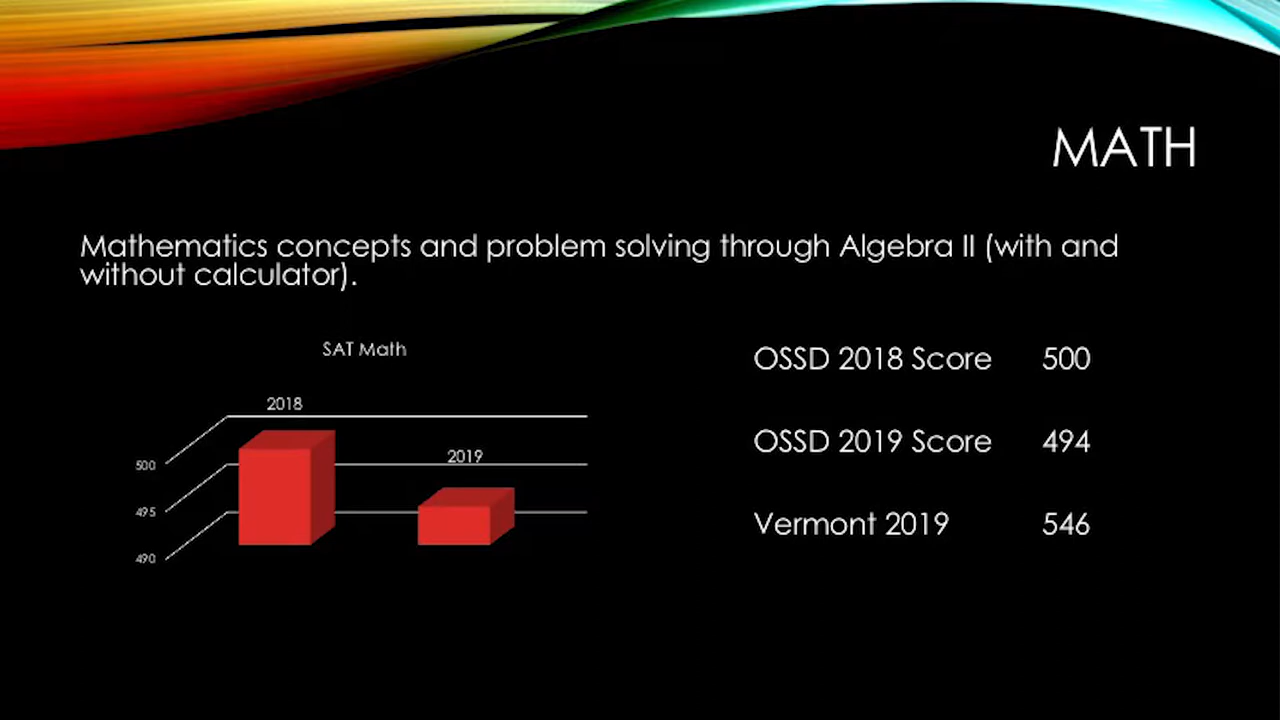 MATH
Mathematics concepts and problem solving through Algebra II (with and
without calculator).
SAT Math
2018
2019
500
495
490
OSSD 2018 Score 500
OSSD 2019 Score 494
Vermont 2019 546